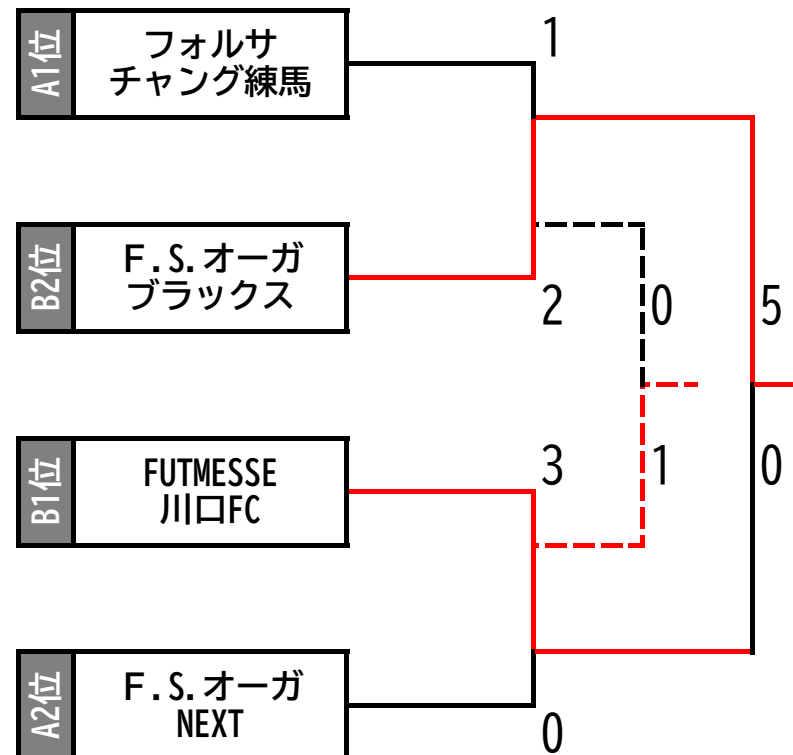 A1位
フォルサ
チャング練馬
1
B2位
F.S.オーガ
ブラックス
2
0
5
B1位
FUTMESSE
川口FC
3
1
0
A2位
F.S.オーガ
NEXT
0